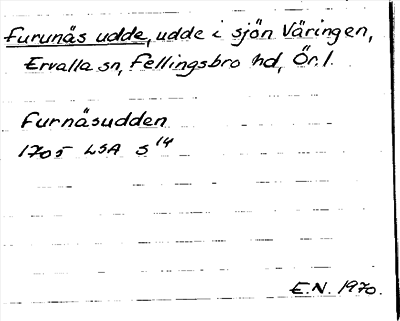 Furunäs udde, udde i sjön Väringen,
Ervalla sn, Fellingsbro hd, Ör. l.
Furnäsudden
1705 LSA S 14
E.N. 1970.